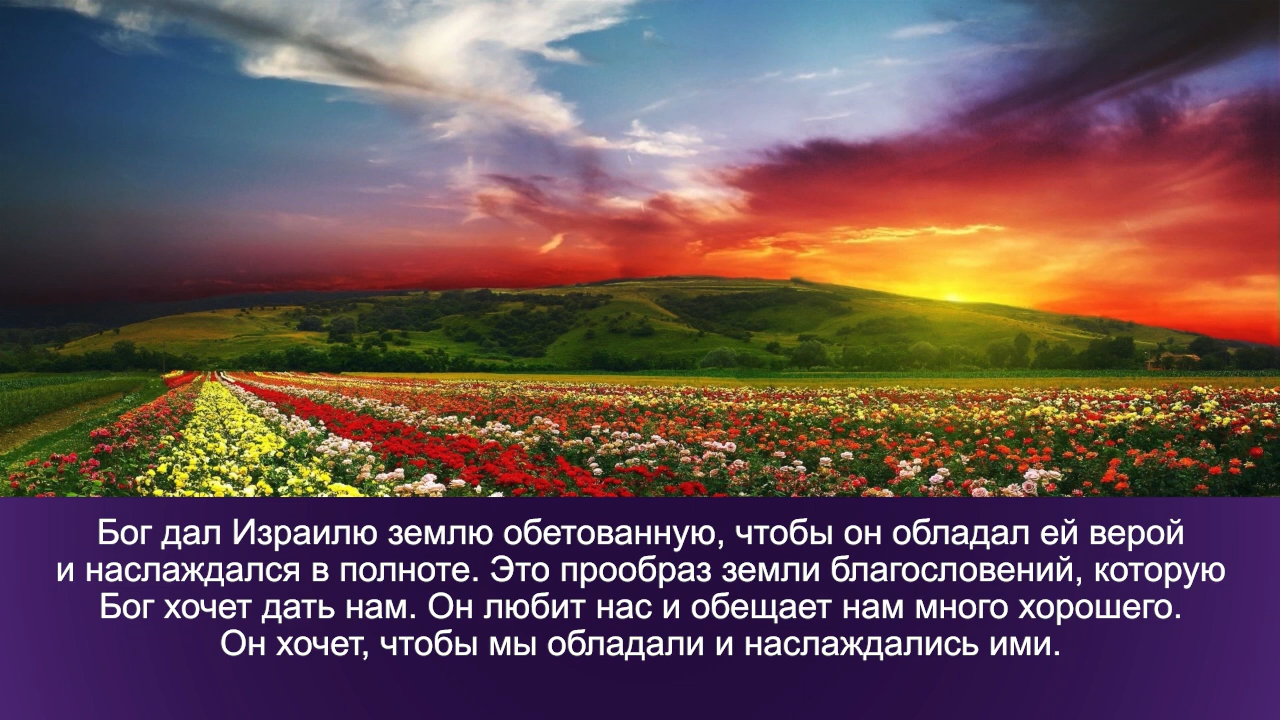 Бог дал Израилю землю обетованную, чтобы он обладал ей верой
и наслаждался в полноте. Это прообраз земли благословений, которую
Бог хочет дать нам. Он любит нас и обещает нам много хорошего.
Он хочет, чтобы мы обладали и наслаждались ими.